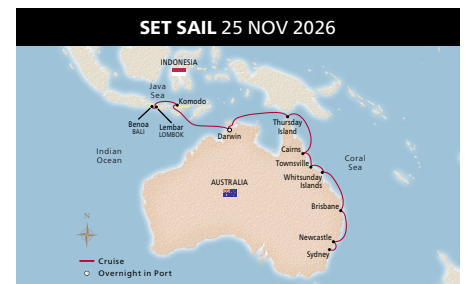 SET SAIL 25 NOV 2026
INDONESIA
Java
Sea
Komodo
Benoa
BALI
Lembar
LOMBOK
Darwin
Thursday
Island
Indian
Ocean
Cairns
Townsville
Coral
Sea
Whitsunday
Islands
AUSTRALIA
Brisbane
N
Newcastle
Sydney
Cruise
Overnight in Port